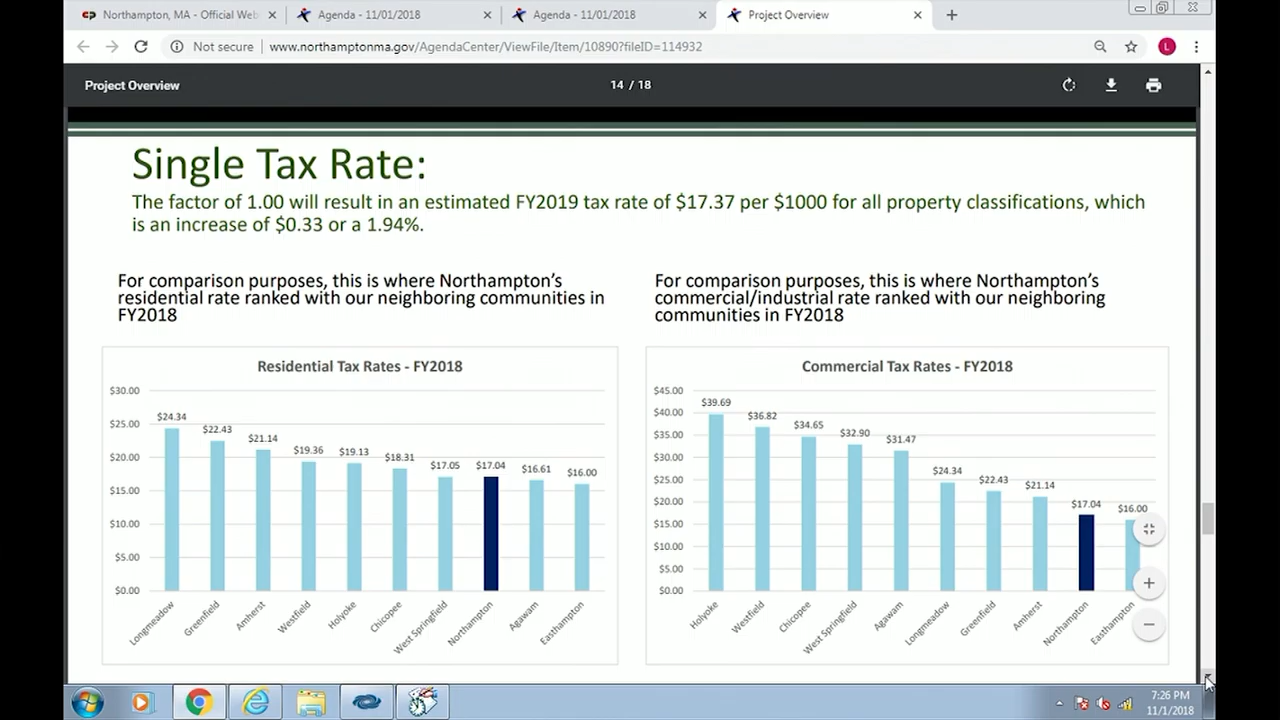 Northampton, MA - Official Web
Agenda - 11/01/2018
Agenda - 11/01/2018
Project Overview
Not secure
www.northamptonma.gov/AgendaCenter/ViewFile/Item/10890?fileID=114932
L
Project Overview
14 / 18
Single Tax Rate:
The factor of 1.00 will result in an estimated FY2019 tax rate of $17.37 per $1000 for all property classifications, which
is an increase of $0.33 or a 1.94%.
For comparison purposes, this is where Northampton's
residential rate ranked with our neighboring communities in
FY2018
Residential Tax Rates - FY2018
$30.00
$25.00
$20.00
$15.00
$10.00
$5.00
$0.00
$24.34
$22.43
$21.14
$19.36
$19.13
$18.31
$17.05
$17.04
$16.61
$16.00
Longmeadow
Greenfield
Amherst
Westfield
Holyoke
Chicopee
West Springfield
Northampton
Agawam
Easthampton
For comparison purposes, this is where Northampton's
commercial/industrial rate ranked with our neighboring
communities in FY2018
Commercial Tax Rates - FY2018
$45.00
$40.00
$35.00
$30.00
$25.00
$20.00
$15.00
$10.00
$5.00
$0.00
$39.69
$36.82
$34.65
$32.90
$31.47
$24.34
$22.43
$21.14
$17.04
$16.00
Holyoke
Westfield
Chicopee
West Springfield
Agawam
Longmeadow
Greenfield
Amherst
Northampton
Easthampton
7:26 PM
11/1/2018